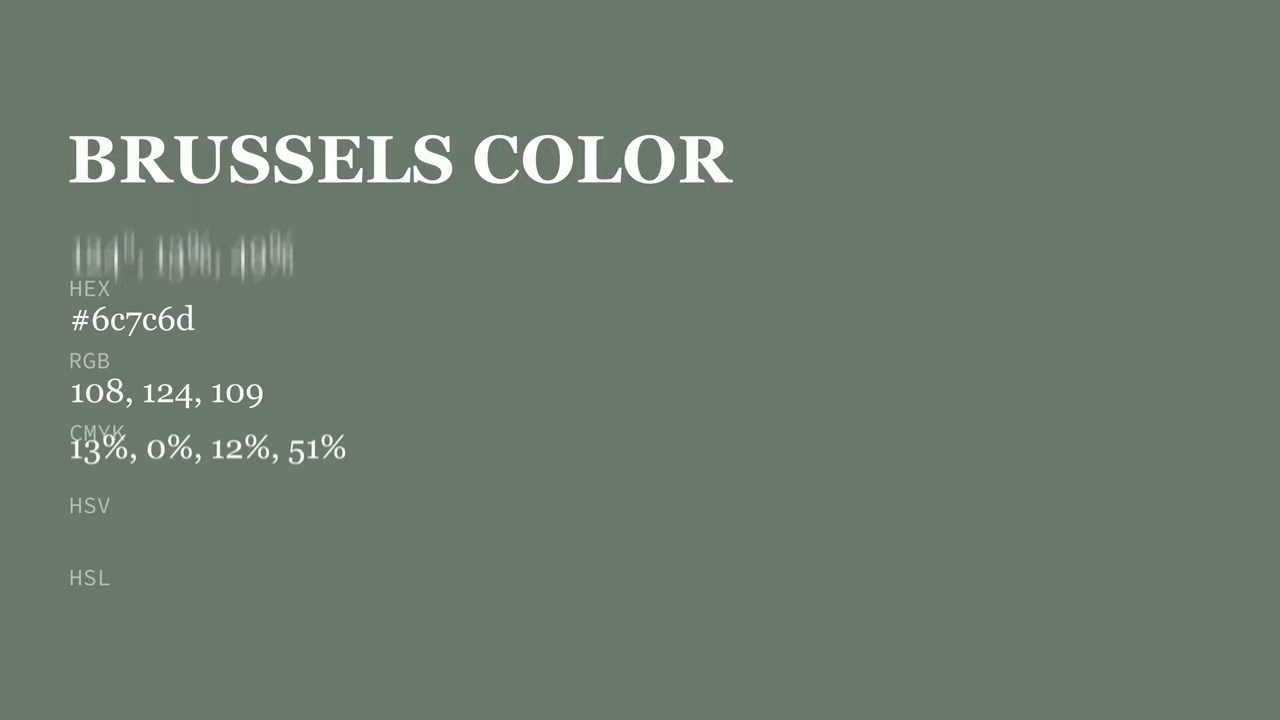 BRUSSELS COLOR
HEX
#6c7c6d
RGB
108, 124, 109
CMYK
13%, 0%, 12%, 51%
HSV
HSL